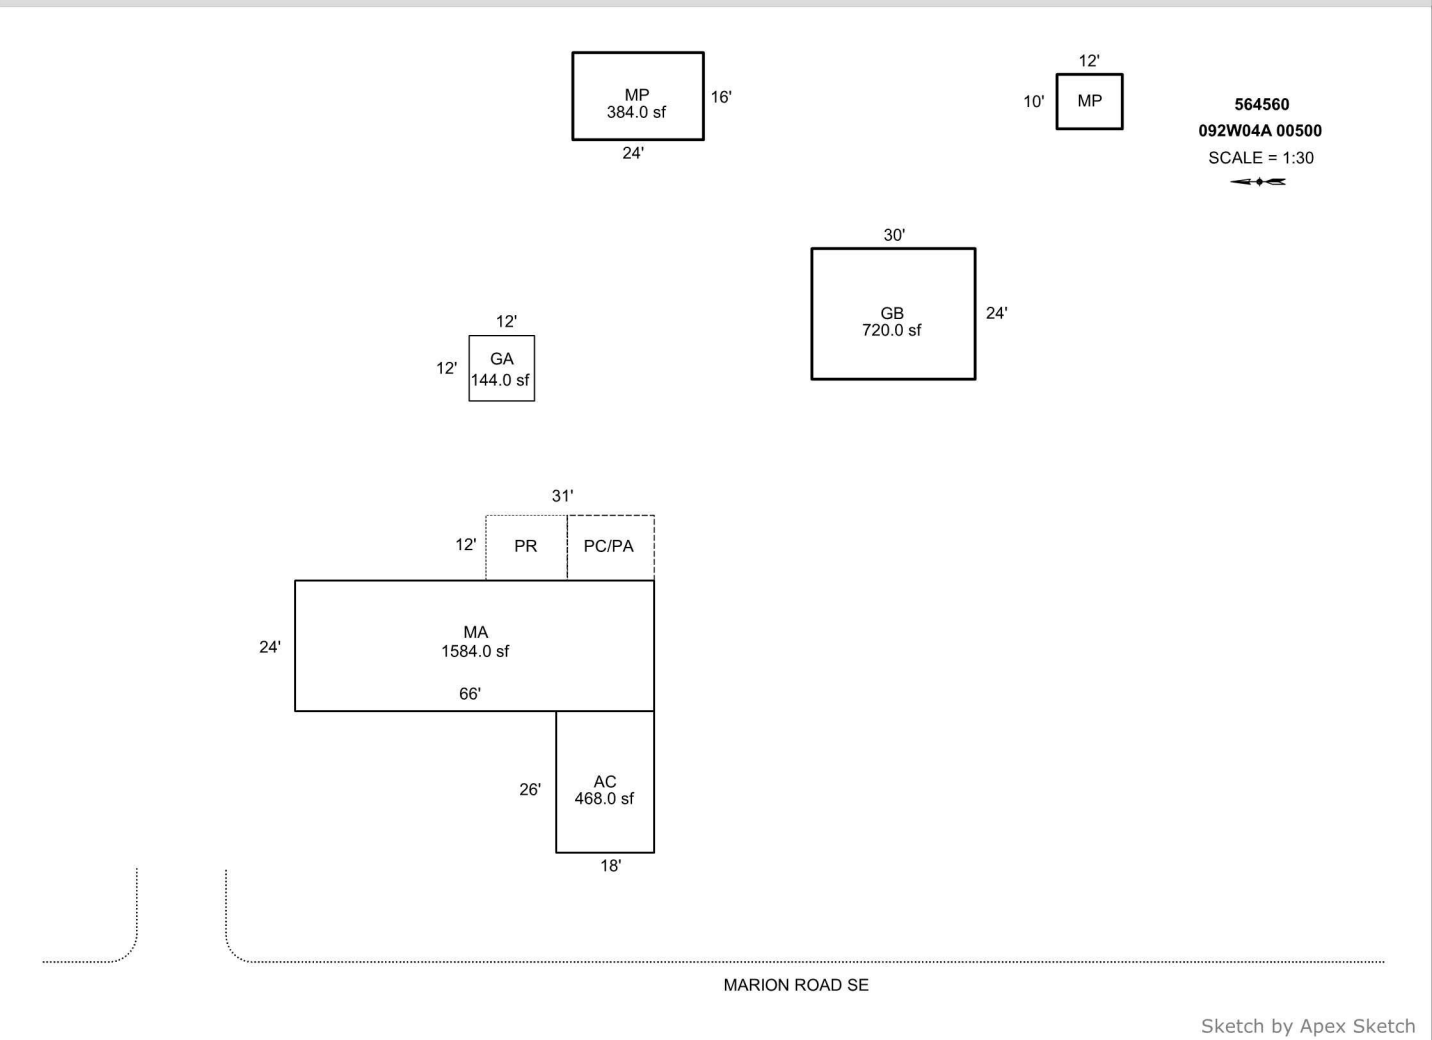 12'
10'
MP
564560
092W04A 00500
SCALE = 1:30
MP
384.0 sf
16'
24'
30'
GB
720.0 sf
24'
12'
12'
GA
144.0 sf
31'
12'
PR
PC/PA
24'
MA
1584.0 sf
66'
26'
AC
468.0 sf
18'
MARION ROAD SE
Sketch by Apex Sketch